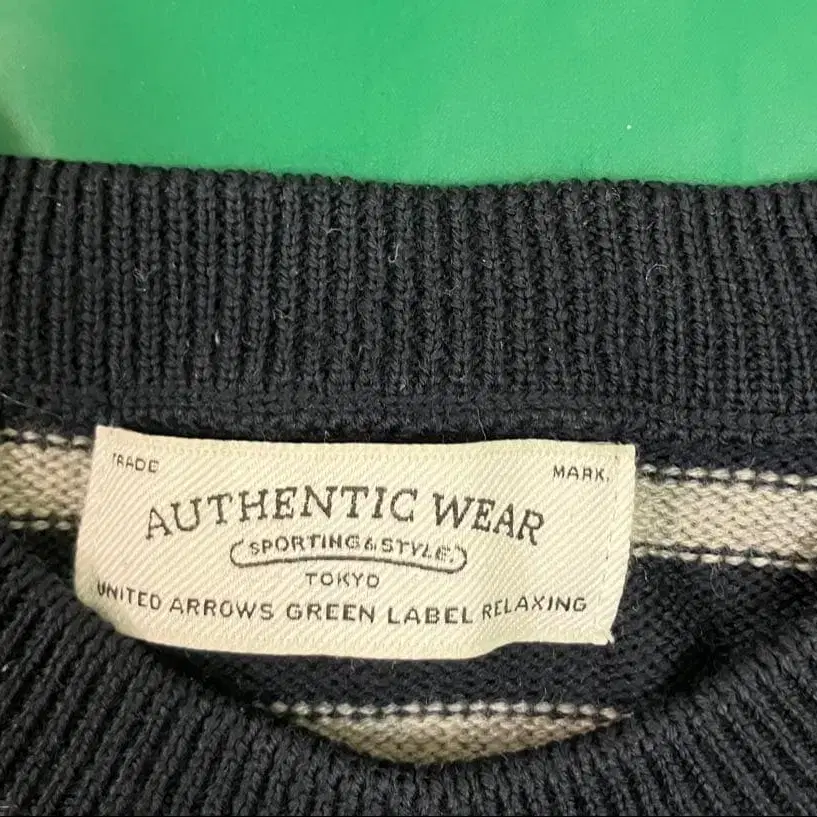 TRADE MARK.
AUTHENTIC WEAR
SPORTING & STYLE.
TOKYO
UNITED ARROWS GREEN LABEL RELAXING